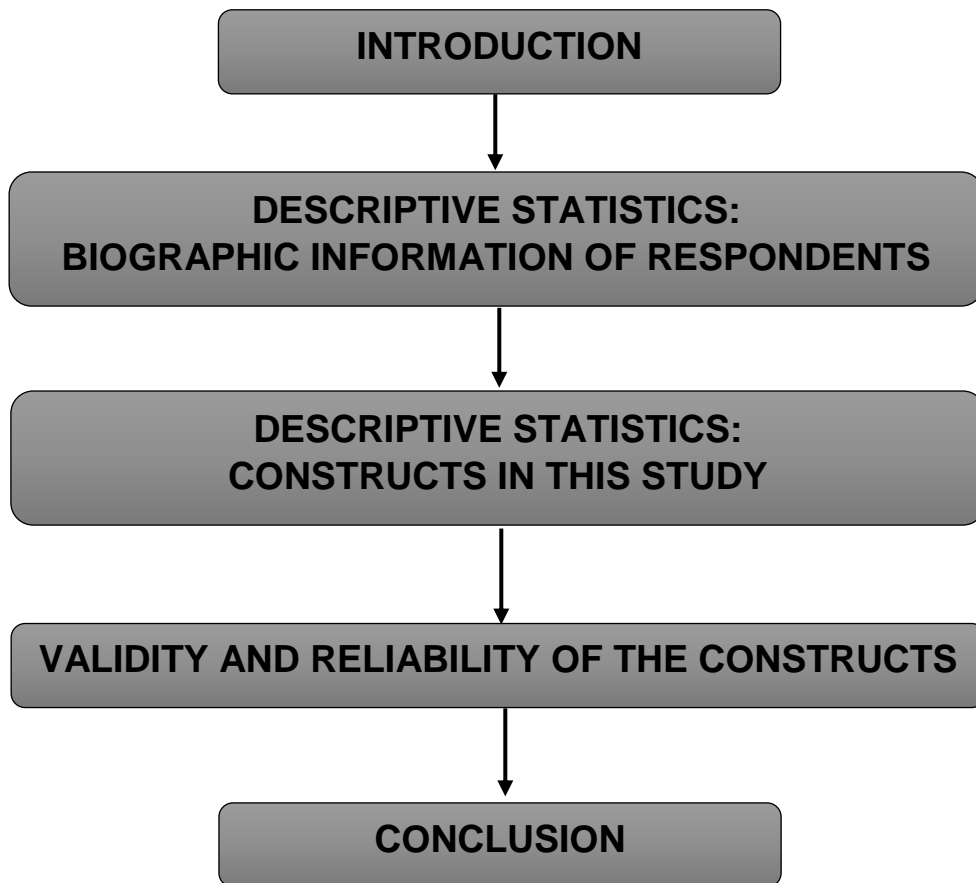 INTRODUCTION
DESCRIPTIVE STATISTICS:
BIOGRAPHIC INFORMATION OF RESPONDENTS
DESCRIPTIVE STATISTICS:
CONSTRUCTS IN THIS STUDY
VALIDITY AND RELIABILITY OF THE CONSTRUCTS
CONCLUSION